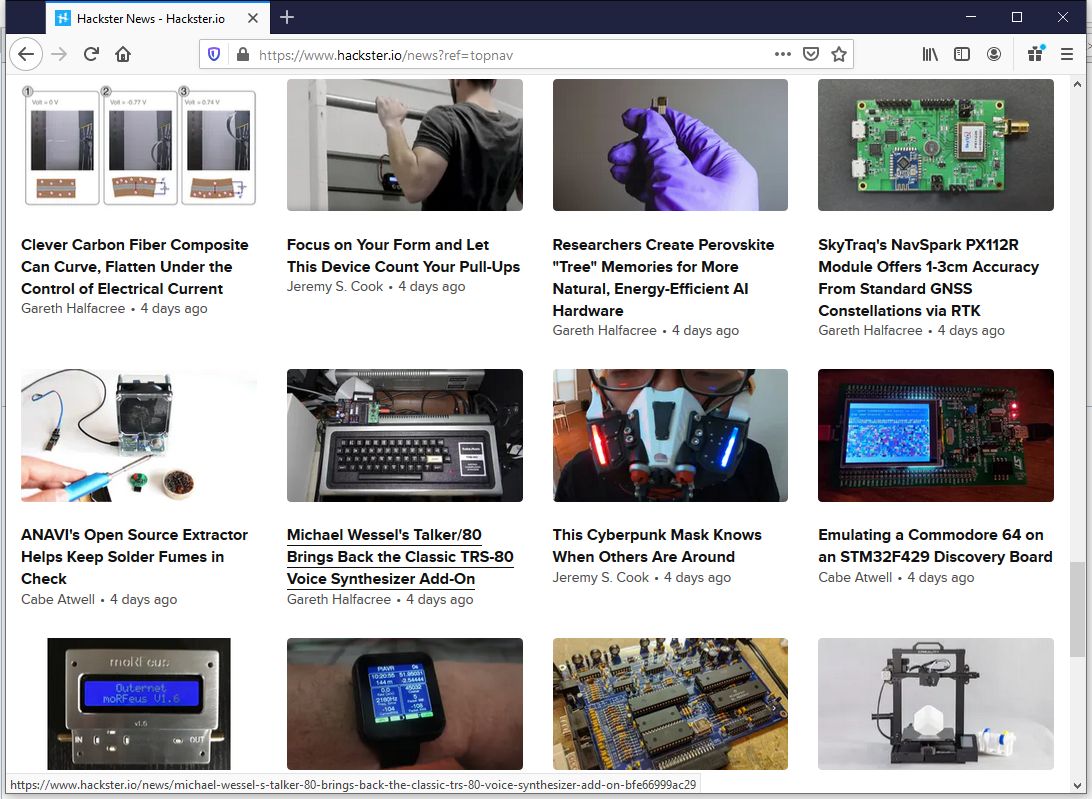 Hackster News - Hackster.io
https://www.hackster.io/news?ref=topnav
1 2 3
Volt = 0 V Volt = -0.77 V Volt = 0.74 V
Clever Carbon Fiber Composite
Can Curve, Flatten Under the
Control of Electrical Current
Gareth Halfacree • 4 days ago
Focus on Your Form and Let
This Device Count Your Pull-Ups
Jeremy S. Cook • 4 days ago
Researchers Create Perovskite
"Tree" Memories for More
Natural, Energy-Efficient AI
Hardware
Gareth Halfacree • 4 days ago
SkyTraq's NavSpark PX112R
Module Offers 1-3cm Accuracy
From Standard GNSS
Constellations via RTK
Gareth Halfacree • 4 days ago
ANAVI's Open Source Extractor
Helps Keep Solder Fumes in
Check
Cabe Atwell • 4 days ago
Michael Wessel's Talker/80
Brings Back the Classic TRS-80
Voice Synthesizer Add-On
Gareth Halfacree • 4 days ago
This Cyberpunk Mask Knows
When Others Are Around
Jeremy S. Cook • 4 days ago
Emulating a Commodore 64 on
an STM32F429 Discovery Board
Cabe Atwell • 4 days ago
moRFeus
Outernet
moRFeus V1.6
v1.6
IN OUT
10:20:55
144 m
https://www.hackster.io/news/michael-wessel-s-talker-80-brings-back-the-classic-trs-80-voice-synthesizer-add-on-bfe66999ac29